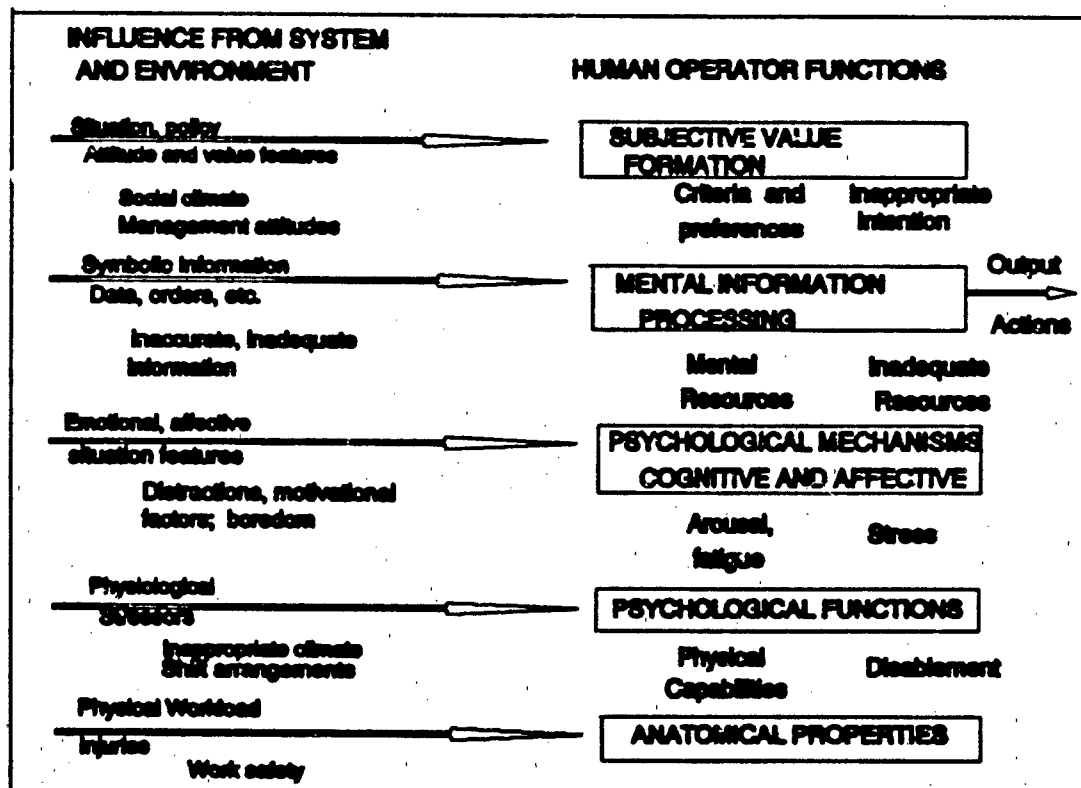 INFLUENCE FROM SYSTEM
AND ENVIRONMENT
HUMAN OPERATOR FUNCTIONS
Situation, policy
Attitude and value features
Social climate
Management attitudes
SUBJECTIVE VALUE
FORMATION
Criteria and
preferences
Inappropriate
Intention
Symbolic Information
Data, orders, etc.
Inaccurate, Inadequate
Information
MENTAL INFORMATION
PROCESSING
Output
Actions
Mental
Resources
Inadequate
Resources
Emotional, affective
situation features
Distractions, motivational
factors; boredom
PSYCHOLOGICAL MECHANISMS
COGNITIVE AND AFFECTIVE
Arousal,
fatigue
Stress
Physiological
Stressors
Inappropriate climate
Shift arrangements
PSYCHOLOGICAL FUNCTIONS
Physical
Capabilities
Disablement
Physical Workload
Injuries
Work safety
ANATOMICAL PROPERTIES